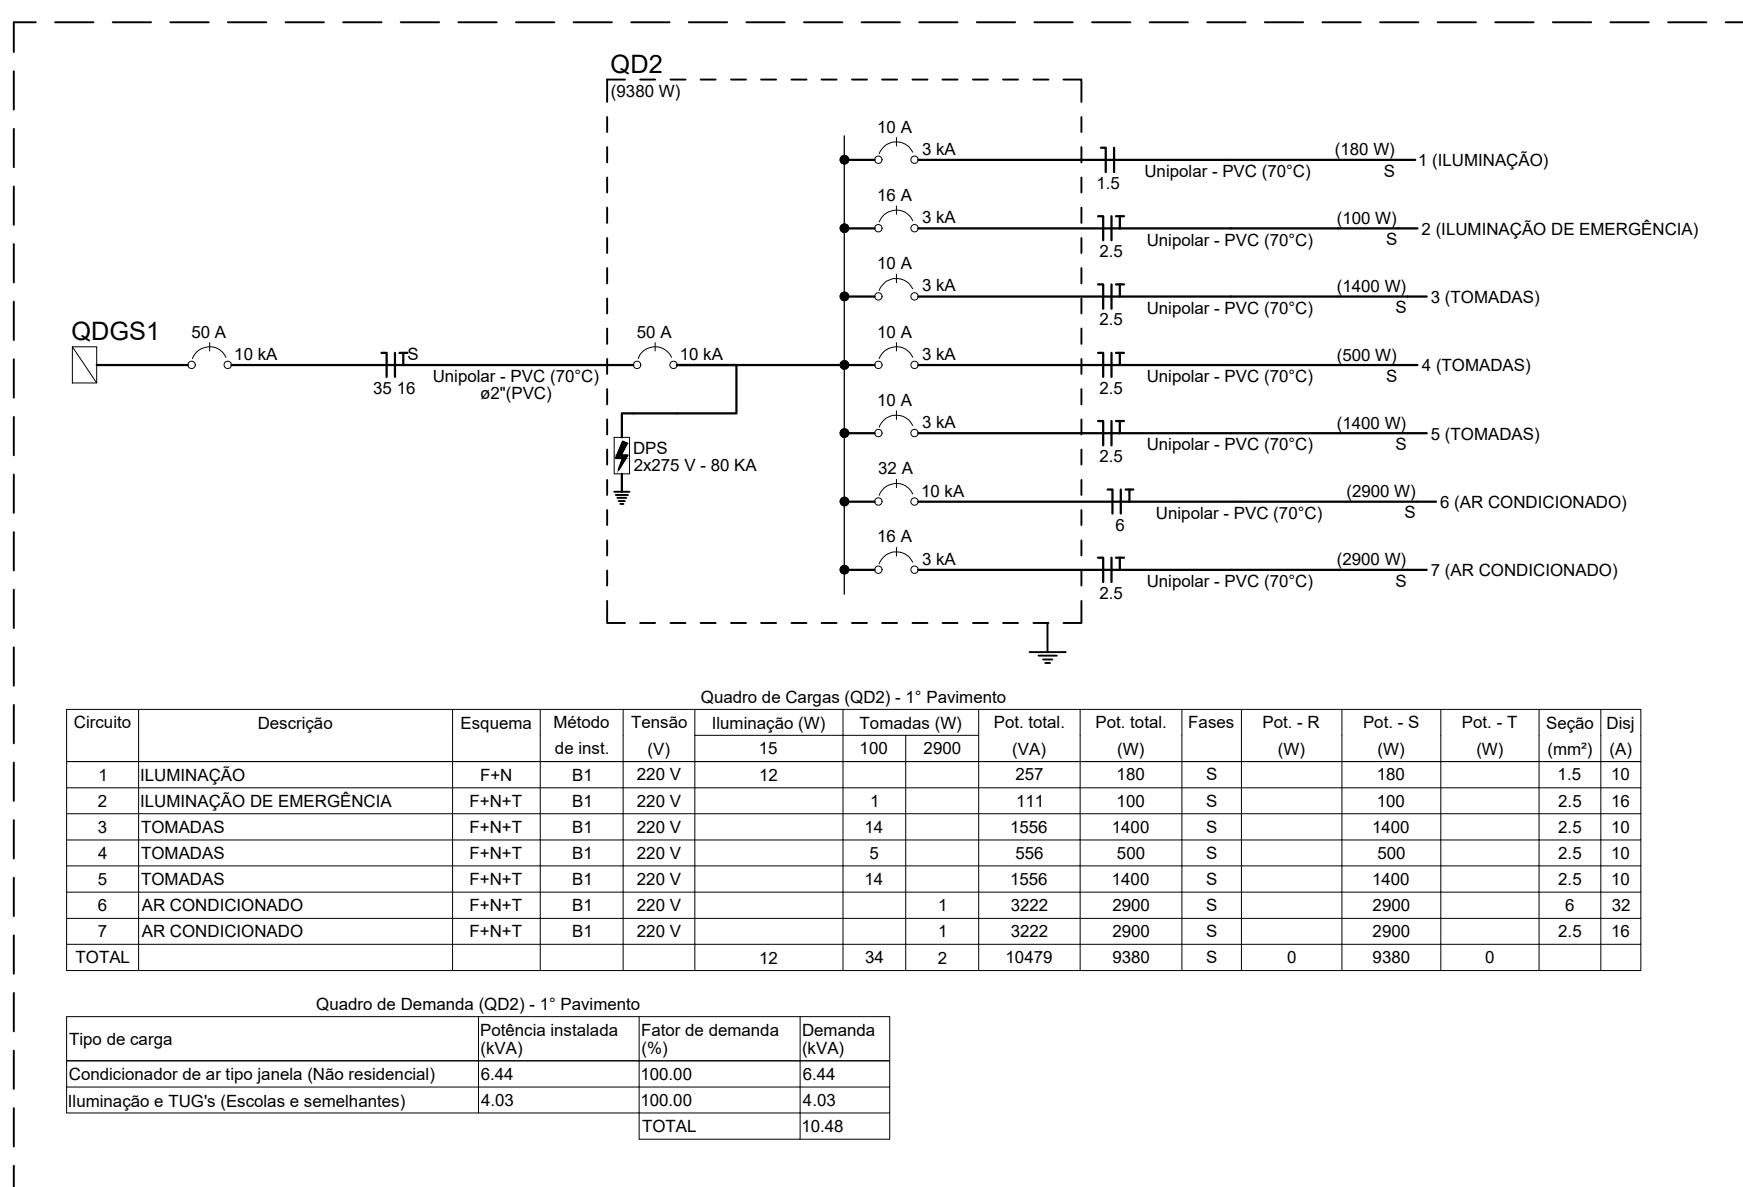 QD2
(9380 W)
10 A
3 kA
1.5
Unipolar - PVC (70°C)
(180 W)
S
1 (ILUMINAÇÃO)
16 A
3 kA
2.5
Unipolar - PVC (70°C)
(100 W)
S
2 (ILUMINAÇÃO DE EMERGÊNCIA)
10 A
3 kA
T
2.5
Unipolar - PVC (70°C)
(1400 W)
S
3 (TOMADAS)
QDGS1
50 A
10 kA
S
35 16
Unipolar - PVC (70°C)
ø2"(PVC)
50 A
10 kA
10 A
3 kA
2.5
Unipolar - PVC (70°C)
(500 W)
S
4 (TOMADAS)
10 A
3 kA
2.5
Unipolar - PVC (70°C)
(1400 W)
S
5 (TOMADAS)
DPS
2x275 V - 80 KA
32 A
10 kA
6
Unipolar - PVC (70°C)
(2900 W)
S
6 (AR CONDICIONADO)
16 A
3 kA
2.5
Unipolar - PVC (70°C)
(2900 W)
S
7 (AR CONDICIONADO)
Quadro de Cargas (QD2) - 1° Pavimento
Circuito Descrição Esquema Método Tensão Iluminação (W) Tomadas (W) Pot. total. Pot. total. Fases Pot. - R Pot. - S Pot. - T Seção Disj
de inst. (V) 15 100 2900 (VA) (W) (W) (W) (W) (mm²) (A)
1 ILUMINAÇÃO F+N B1 220 V 12 257 180 S 180 1.5 10
2 ILUMINAÇÃO DE EMERGÊNCIA F+N+T B1 220 V 1 111 100 S 100 2.5 16
3 TOMADAS F+N+T B1 220 V 14 1556 1400 S 1400 2.5 10
4 TOMADAS F+N+T B1 220 V 5 556 500 S 500 2.5 10
5 TOMADAS F+N+T B1 220 V 14 1556 1400 S 1400 2.5 10
6 AR CONDICIONADO F+N+T B1 220 V 1 3222 2900 S 2900 6 32
7 AR CONDICIONADO F+N+T B1 220 V 1 3222 2900 S 2900 2.5 16
TOTAL 12 34 2 10479 9380 S 0 9380 0
Quadro de Demanda (QD2) - 1° Pavimento
Tipo de carga Potência instalada Fator de demanda Demanda
(kVA) (%) (kVA)
Condicionador de ar tipo janela (Não residencial) 6.44 100.00 6.44
Iluminação e TUG's (Escolas e semelhantes) 4.03 100.00 4.03
TOTAL 10.48